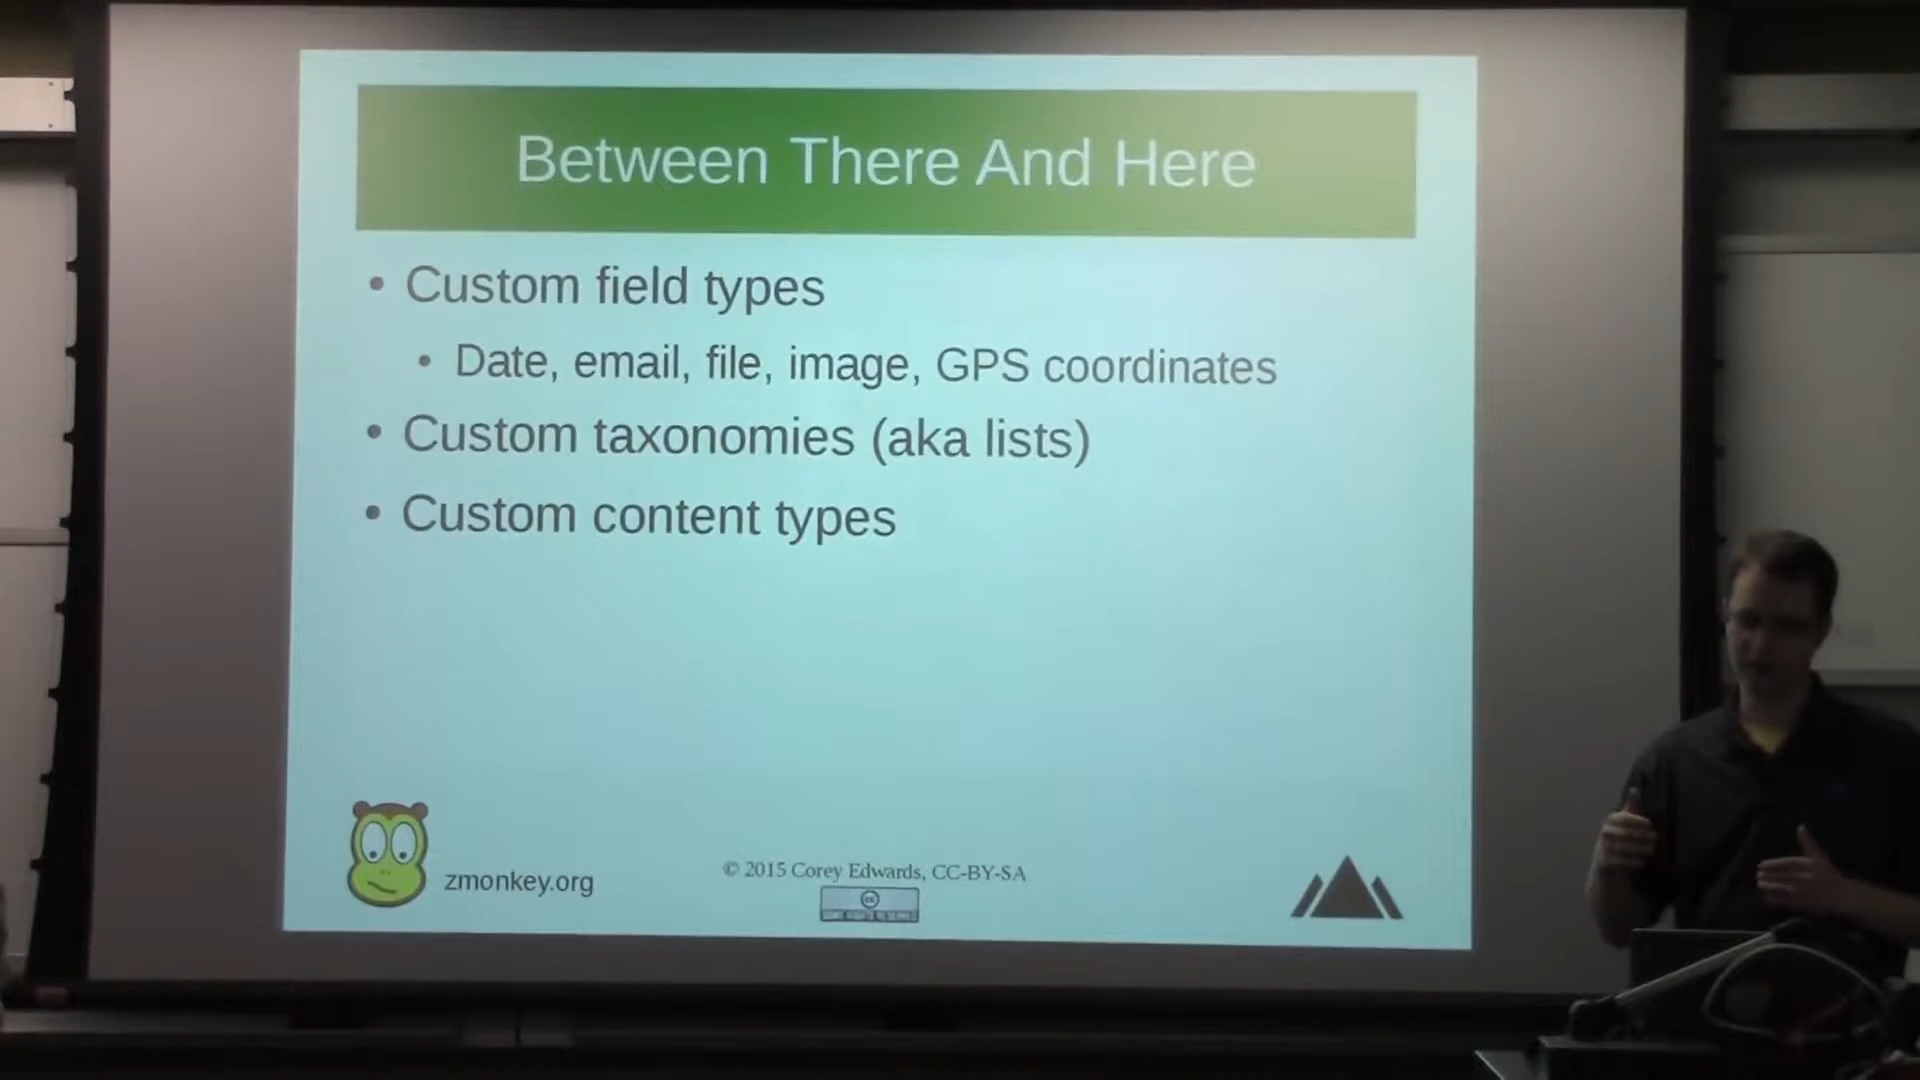 Between There And Here
• Custom field types
• Date, email, file, image, GPS coordinates
• Custom taxonomies (aka lists)
• Custom content types
zmonkey.org
© 2015 Corey Edwards, CC-BY-SA
cc